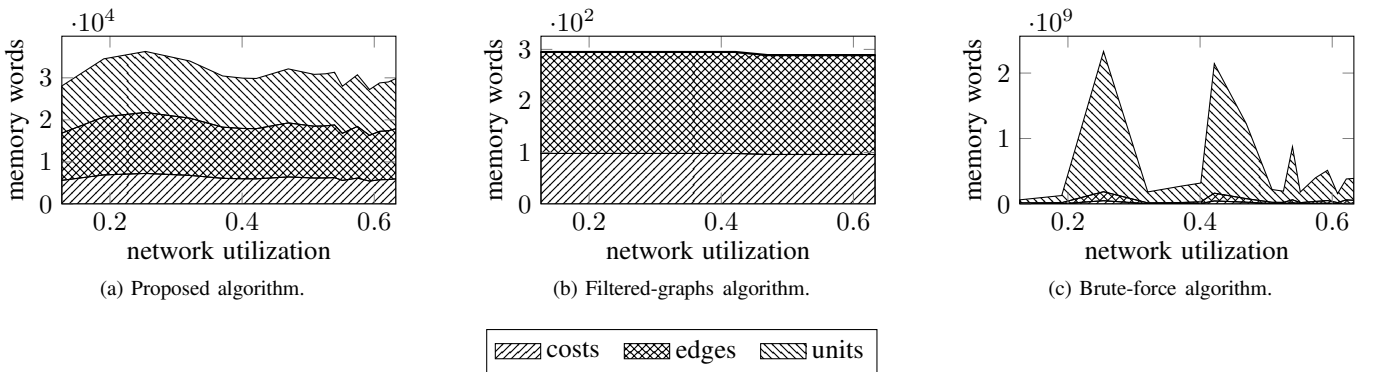 ·10^4
3
2
1
0
memory words
0.2 0.4 0.6
network utilization
(a) Proposed algorithm.
·10^2
3
2
1
0
memory words
0.2 0.4 0.6
network utilization
(b) Filtered-graphs algorithm.
·10^9
2
1
0
memory words
0.2 0.4 0.6
network utilization
(c) Brute-force algorithm.
costs edges units